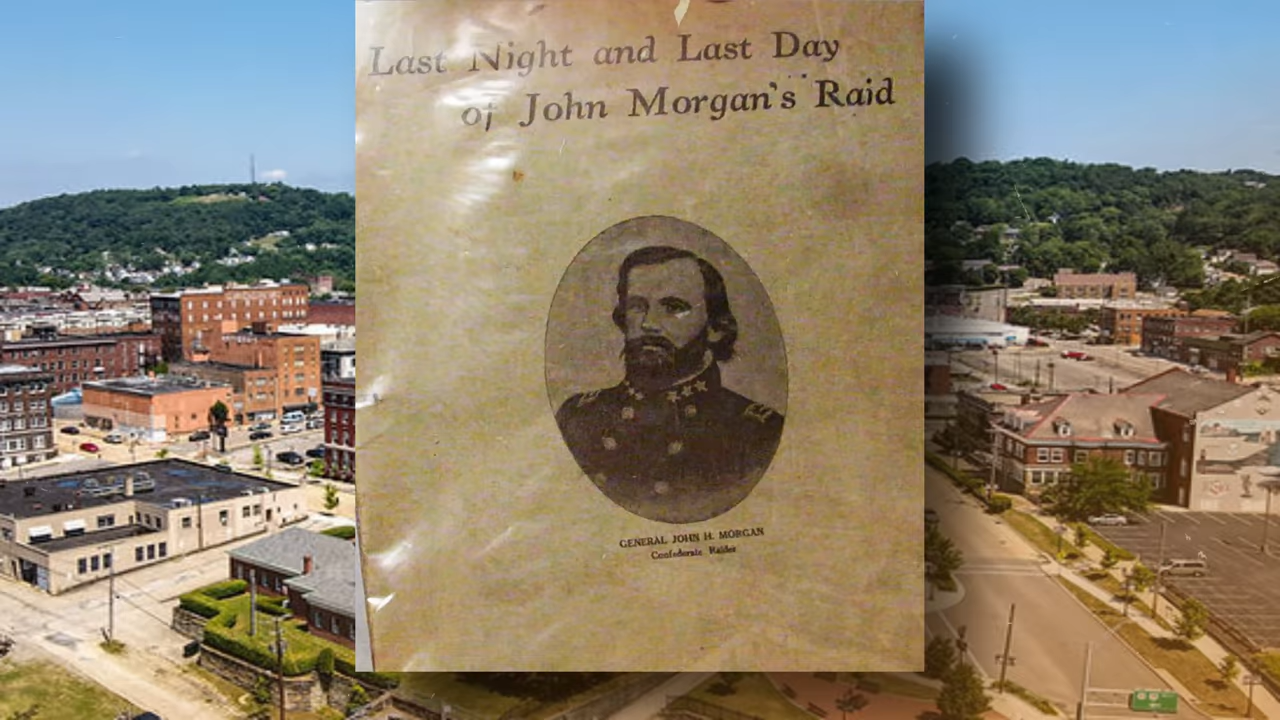 Last Night and Last Day
of John Morgan's Raid
GENERAL JOHN H. MORGAN
Confederate Raider